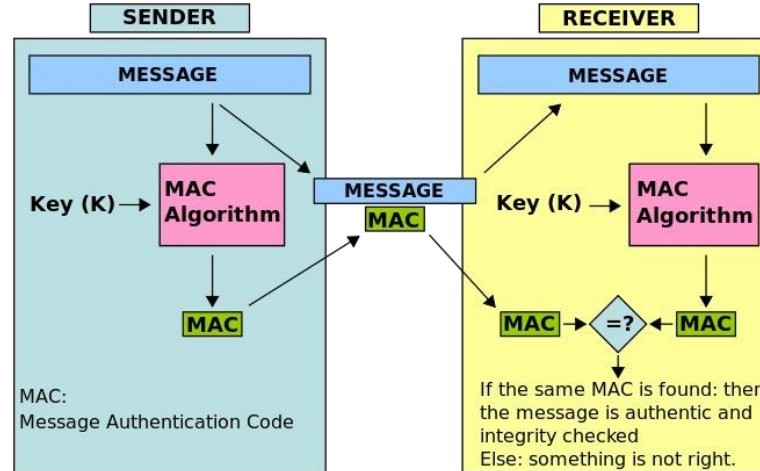 SENDER
MESSAGE
Key (K)
MAC
Algorithm
MAC
MAC:
Message Authentication Code
MESSAGE
MAC
RECEIVER
MESSAGE
Key (K)
MAC
Algorithm
MAC
=?
MAC
If the same MAC is found: then
the message is authentic and
integrity checked
Else: something is not right.